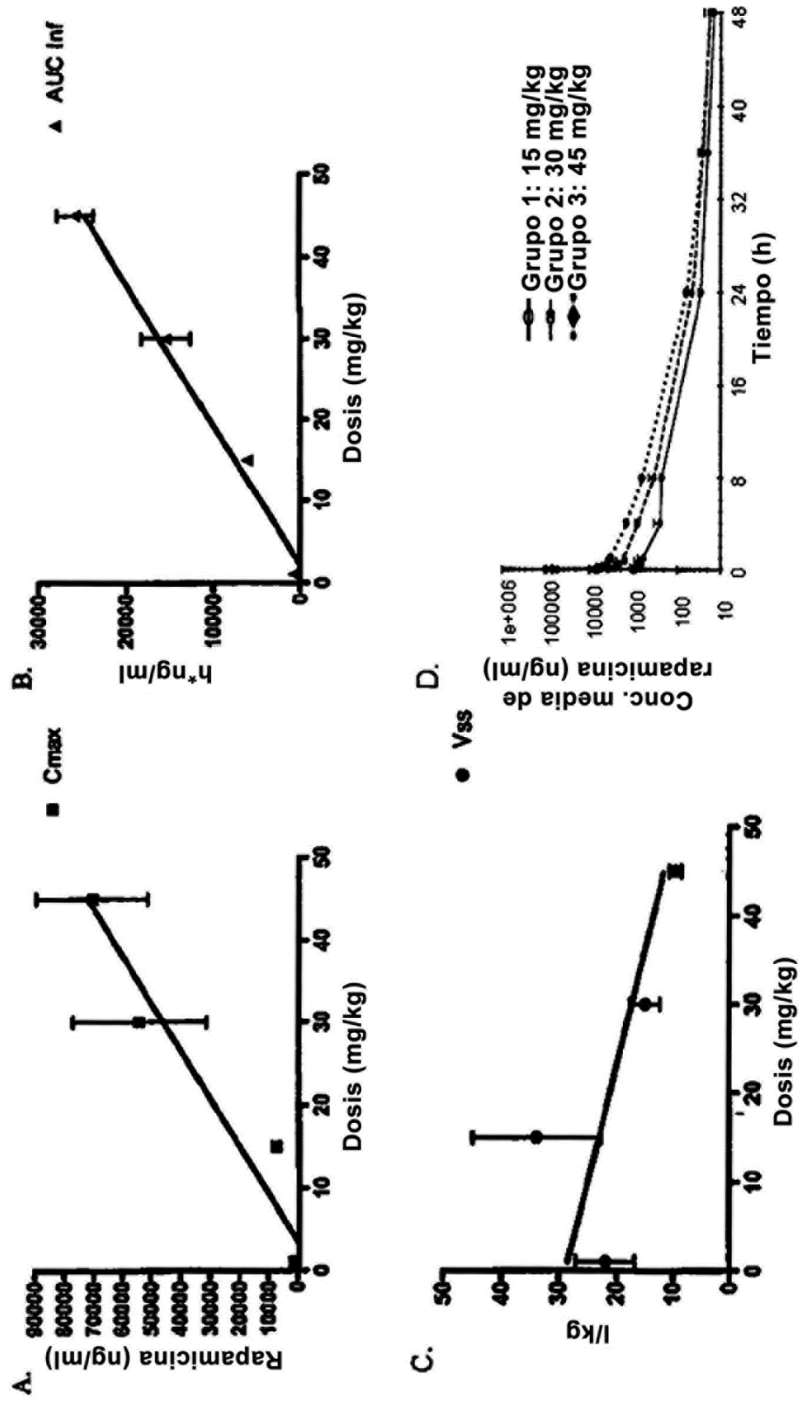 A.
Rapamicina (ng/ml)
90000
80000
70000
60000
50000
40000
30000
20000
10000
0
0 10 20 30 40 50
Dosis (mg/kg)
Cmax
B.
h*ng/ml
30000
20000
10000
0
0 10 20 30 40 50
Dosis (mg/kg)
AUC Inf
C.
l/kg
50
40
30
20
10
0
0 10 20 30 40 50
Dosis (mg/kg)
Vss
D.
Conc. media de
rapamicina (ng/ml)
1e+006
100000
10000
1000
100
10
0 8 16 24 32 40 48
Tiempo (h)
Grupo 1: 15 mg/kg
Grupo 2: 30 mg/kg
Grupo 3: 45 mg/kg